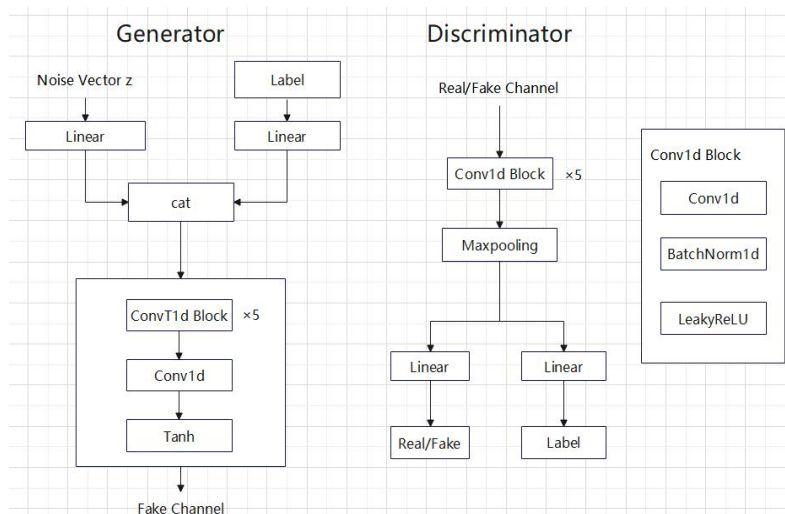 Generator
Noise Vector z
Label
Linear
Linear
cat
ConvT1d Block ×5
Conv1d
Tanh
Fake Channel
Discriminator
Real/Fake Channel
Conv1d Block ×5
Maxpooling
Linear
Linear
Real/Fake
Label
Conv1d Block
Conv1d
BatchNorm1d
LeakyReLU